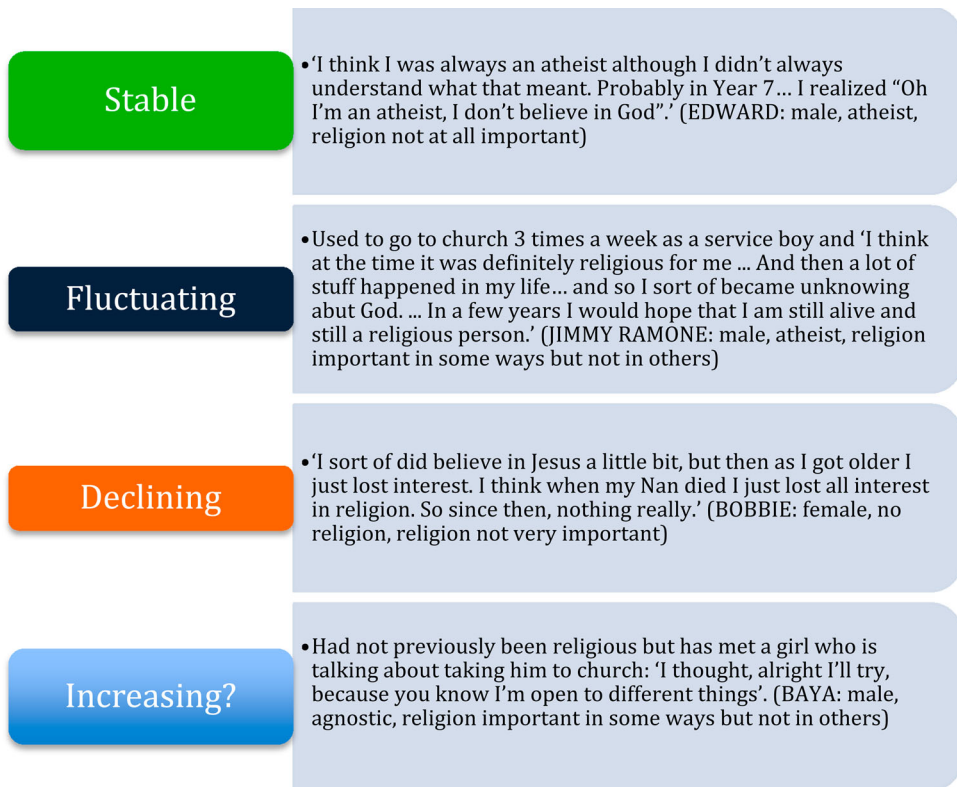 Stable
•‘I think I was always an atheist although I didn’t always
understand what that meant. Probably in Year 7… I realized “Oh
I’m an atheist, I don’t believe in God”.’ (EDWARD: male, atheist,
religion not at all important)
Fluctuating
•Used to go to church 3 times a week as a service boy and ‘I think
at the time it was definitely religious for me ... And then a lot of
stuff happened in my life… and so I sort of became unknowing
abut God. ... In a few years I would hope that I am still alive and
still a religious person.’ (JIMMY RAMONE: male, atheist, religion
important in some ways but not in others)
Declining
•‘I sort of did believe in Jesus a little bit, but then as I got older I
just lost interest. I think when my Nan died I just lost all interest
in religion. So since then, nothing really.’ (BOBBIE: female, no
religion, religion not very important)
Increasing?
•Had not previously been religious but has met a girl who is
talking about taking him to church: ‘I thought, alright I’ll try,
because you know I’m open to different things’. (BAYA: male,
agnostic, religion important in some ways but not in others)